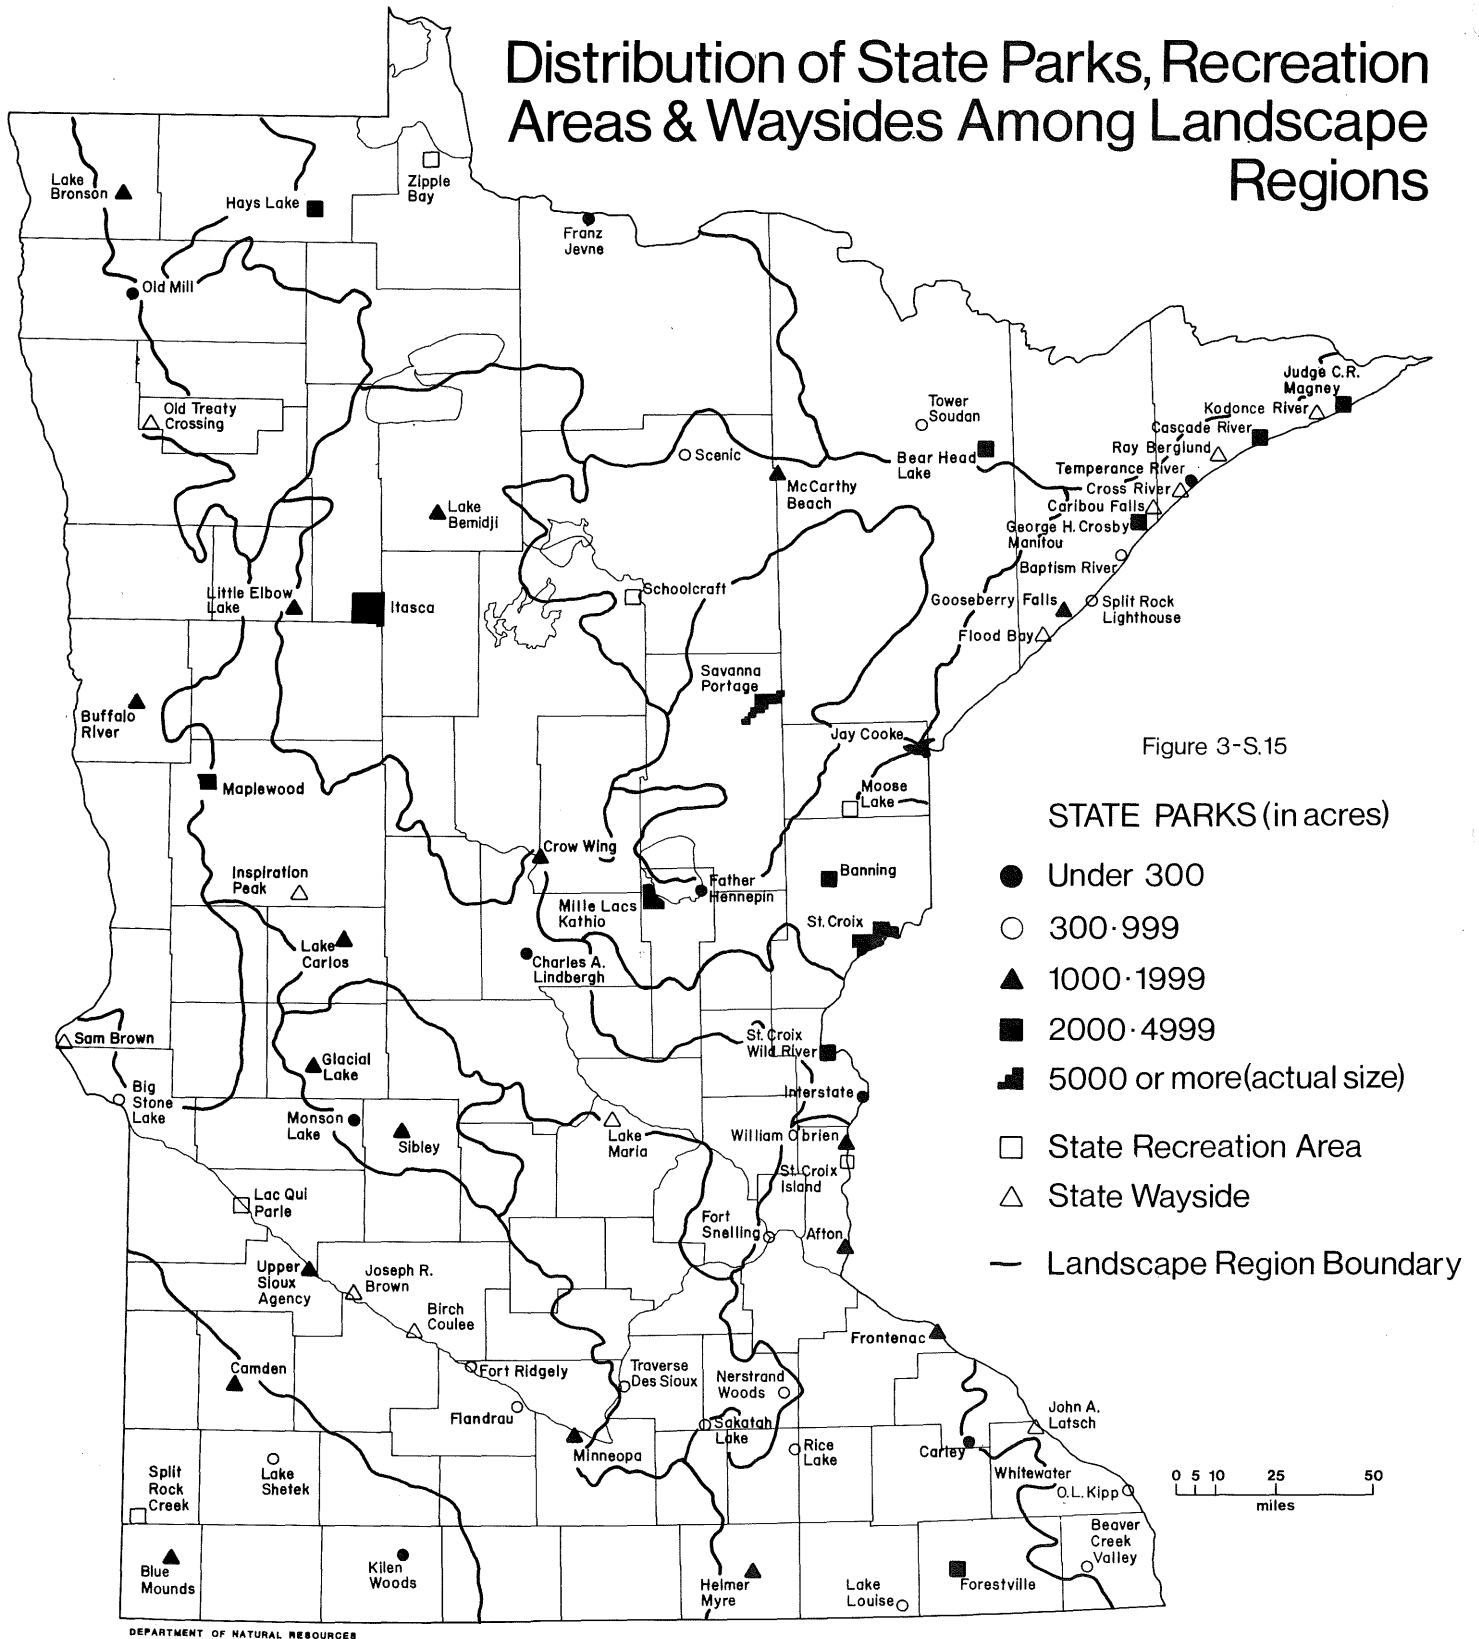 Distribution of State Parks, Recreation
Areas & Waysides Among Landscape
Regions
Lake
Bronson
Hays Lake
Zipple
Bay
Franz
Jevne
Old Mill
Old Treaty
Crossing
Tower
Soudan
Scenic
Bear Head
Lake
McCarthy
Beach
Judge C.R.
Magney
Kodonce River
Cascade River
Ray Berglund
Temperance River
Cross River
Caribou Falls
George H. Crosby
Manitou
Baptism River
Gooseberry Falls
Split Rock
Lighthouse
Flood Bay
Lake
Bemidji
Little Elbow
Lake
Itasca
Schoolcraft
Savanna
Portage
Buffalo
River
Jay Cooke
Moose
Lake
Maplewood
Crow Wing
Inspiration
Peak
Father
Hennepin
Banning
Mille Lacs
Kathio
St. Croix
Lake
Carlos
Charles A.
Lindbergh
Sam Brown
St. Croix
Wild River
Glacial
Lake
Interstate
Big
Stone
Lake
Monson
Lake
Sibley
Lake
Maria
William O'brien
St. Croix
Island
Lac Qui
Parle
Fort
Snelling
Afton
Upper
Sioux
Agency
Joseph R.
Brown
Birch
Coulee
Frontenac
Camden
Fort Ridgely
Traverse
Des Sioux
Nerstrand
Woods
Flandrau
Sakatah
Lake
John A.
Latsch
Minneopa
Rice
Lake
Carley
Whitewater
O.L. Kipp
Split
Rock
Creek
Lake
Shetek
Beaver
Creek
Valley
Blue
Mounds
Kilen
Woods
Helmer
Myre
Lake
Louise
Forestville
Figure 3-S.15
STATE PARKS (in acres)
Under 300
300·999
1000·1999
2000·4999
5000 or more(actual size)
State Recreation Area
State Wayside
Landscape Region Boundary
0 5 10 25 50
miles
DEPARTMENT OF NATURAL RESOURCES